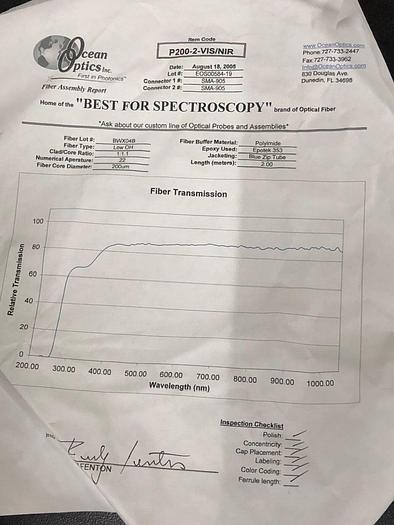 Ocean
Optics Inc.
First in Photonics™
Fiber Assembly Report
Item Code
P200-2-VIS/NIR
Date: August 18, 2005
Lot #: EOS00584-19
Connector 1 #: SMA-905
Connector 2 #: SMA-905
www.OceanOptics.com
Phone:727-733-2447
Fax:727-733-3962
Info@OceanOptics.com
830 Douglas Ave.
Dunedin, FL 34698
Home of the "BEST FOR SPECTROSCOPY" brand of Optical Fiber
*Ask about our custom line of Optical Probes and Assemblies*
Fiber Lot #: BWX04B
Fiber Type: Low OH
Clad/Core Ratio: 1:1.1
Numerical Aperature: .22
Fiber Core Diameter: 200um
Fiber Buffer Material: Polyimide
Epoxy Used: Epotek 353
Jacketing: Blue Zip Tube
Length (meters): 2.00
Fiber Transmission
Relative Transmission
100
80
60
40
20
0
200.00 300.00 400.00 500.00 600.00 700.00 800.00 900.00 1000.00
Wavelength (nm)
FENTON
Inspection Checklist
Polish:
Concentricity:
Cap Placement:
Labeling:
Color Coding:
Ferrule length: